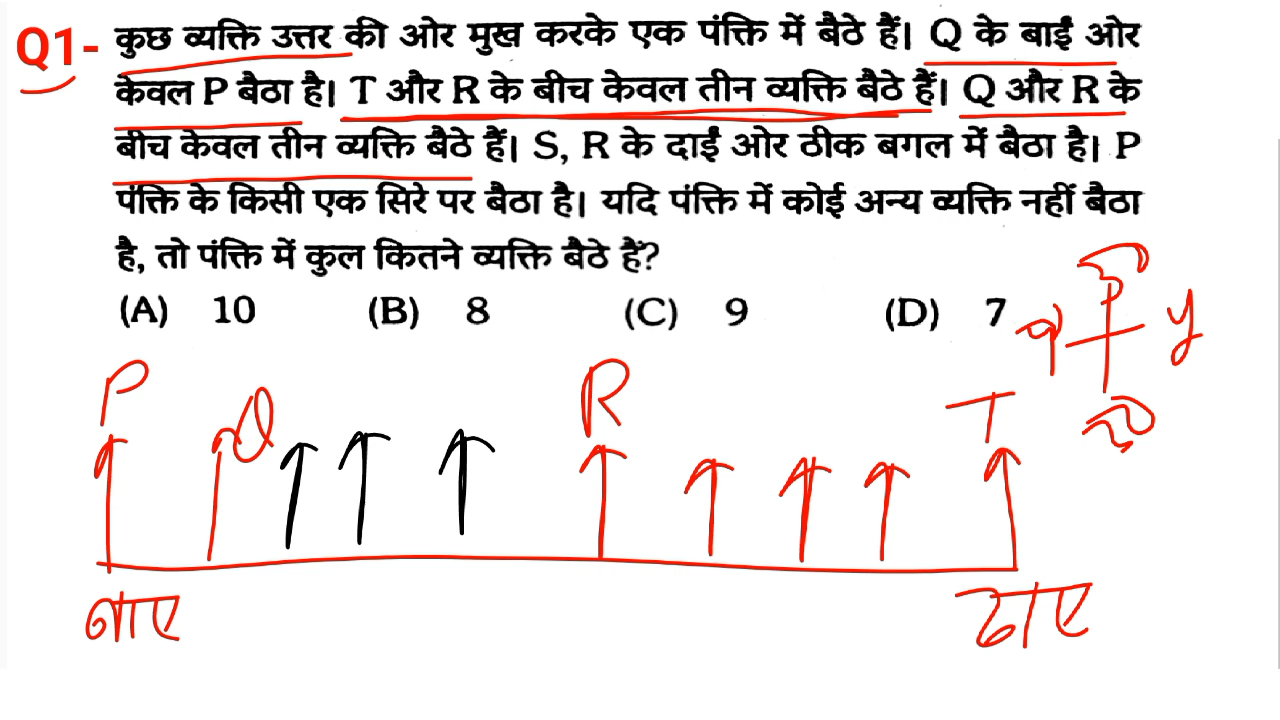 Q1- कुछ व्यक्ति उत्तर की ओर मुख करके एक पंक्ति में बैठे हैं। Q के बाईं ओर
केवल P बैठा है। T और R के बीच केवल तीन व्यक्ति बैठे हैं। Q और R के
बीच केवल तीन व्यक्ति बैठे हैं। S, R के दाईं ओर ठीक बगल में बैठा है। P
पंक्ति के किसी एक सिरे पर बैठा है। यदि पंक्ति में कोई अन्य व्यक्ति नहीं बैठा
है, तो पंक्ति में कुल कितने व्यक्ति बैठे हैं?
(A) 10 (B) 8 (C) 9 (D) 7
P Q R T
बाए दाए